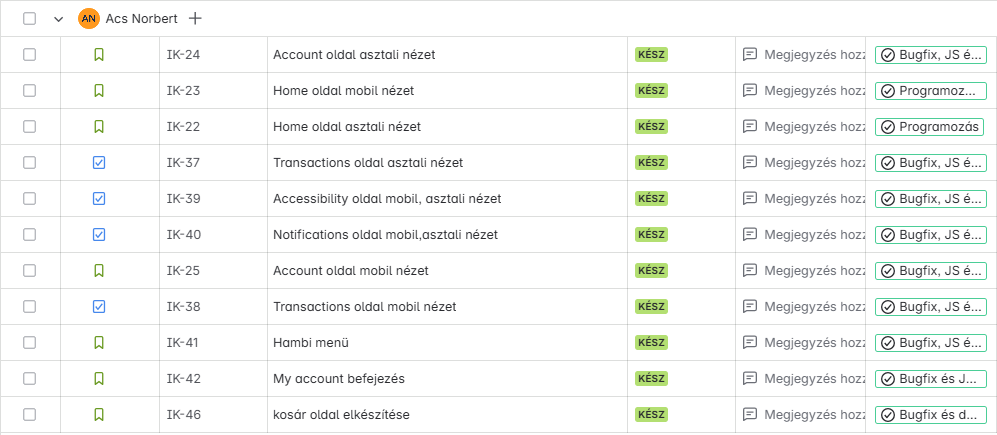 AN Acs Norbert
IK-24 Account oldal asztali nézet KÉSZ Megjegyzés hozz Bugfix, JS é...
IK-23 Home oldal mobil nézet KÉSZ Megjegyzés hozz Programoz...
IK-22 Home oldal asztali nézet KÉSZ Megjegyzés hozz Programozás
IK-37 Transactions oldal asztali nézet KÉSZ Megjegyzés hozz Bugfix, JS é...
IK-39 Accessibility oldal mobil, asztali nézet KÉSZ Megjegyzés hozz Bugfix, JS é...
IK-40 Notifications oldal mobil,asztali nézet KÉSZ Megjegyzés hozz Bugfix, JS é...
IK-25 Account oldal mobil nézet KÉSZ Megjegyzés hozz Bugfix, JS é...
IK-38 Transactions oldal mobil nézet KÉSZ Megjegyzés hozz Bugfix, JS é...
IK-41 Hambi menü KÉSZ Megjegyzés hozz Bugfix, JS é...
IK-42 My account befejezés KÉSZ Megjegyzés hozz Bugfix és J...
IK-46 kosár oldal elkészítése KÉSZ Megjegyzés hozz Bugfix és d...